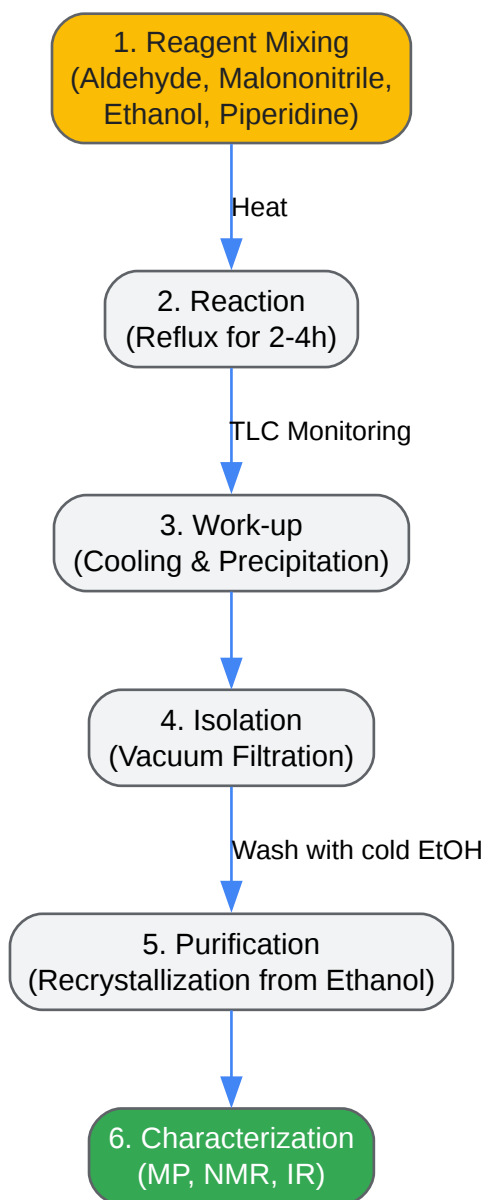 1. Reagent Mixing
(Aldehyde, Malononitrile,
Ethanol, Piperidine)
Heat
2. Reaction
(Reflux for 2-4h)
TLC Monitoring
3. Work-up
(Cooling & Precipitation)
4. Isolation
(Vacuum Filtration)
Wash with cold EtOH
5. Purification
(Recrystallization from Ethanol)
6. Characterization
(MP, NMR, IR)